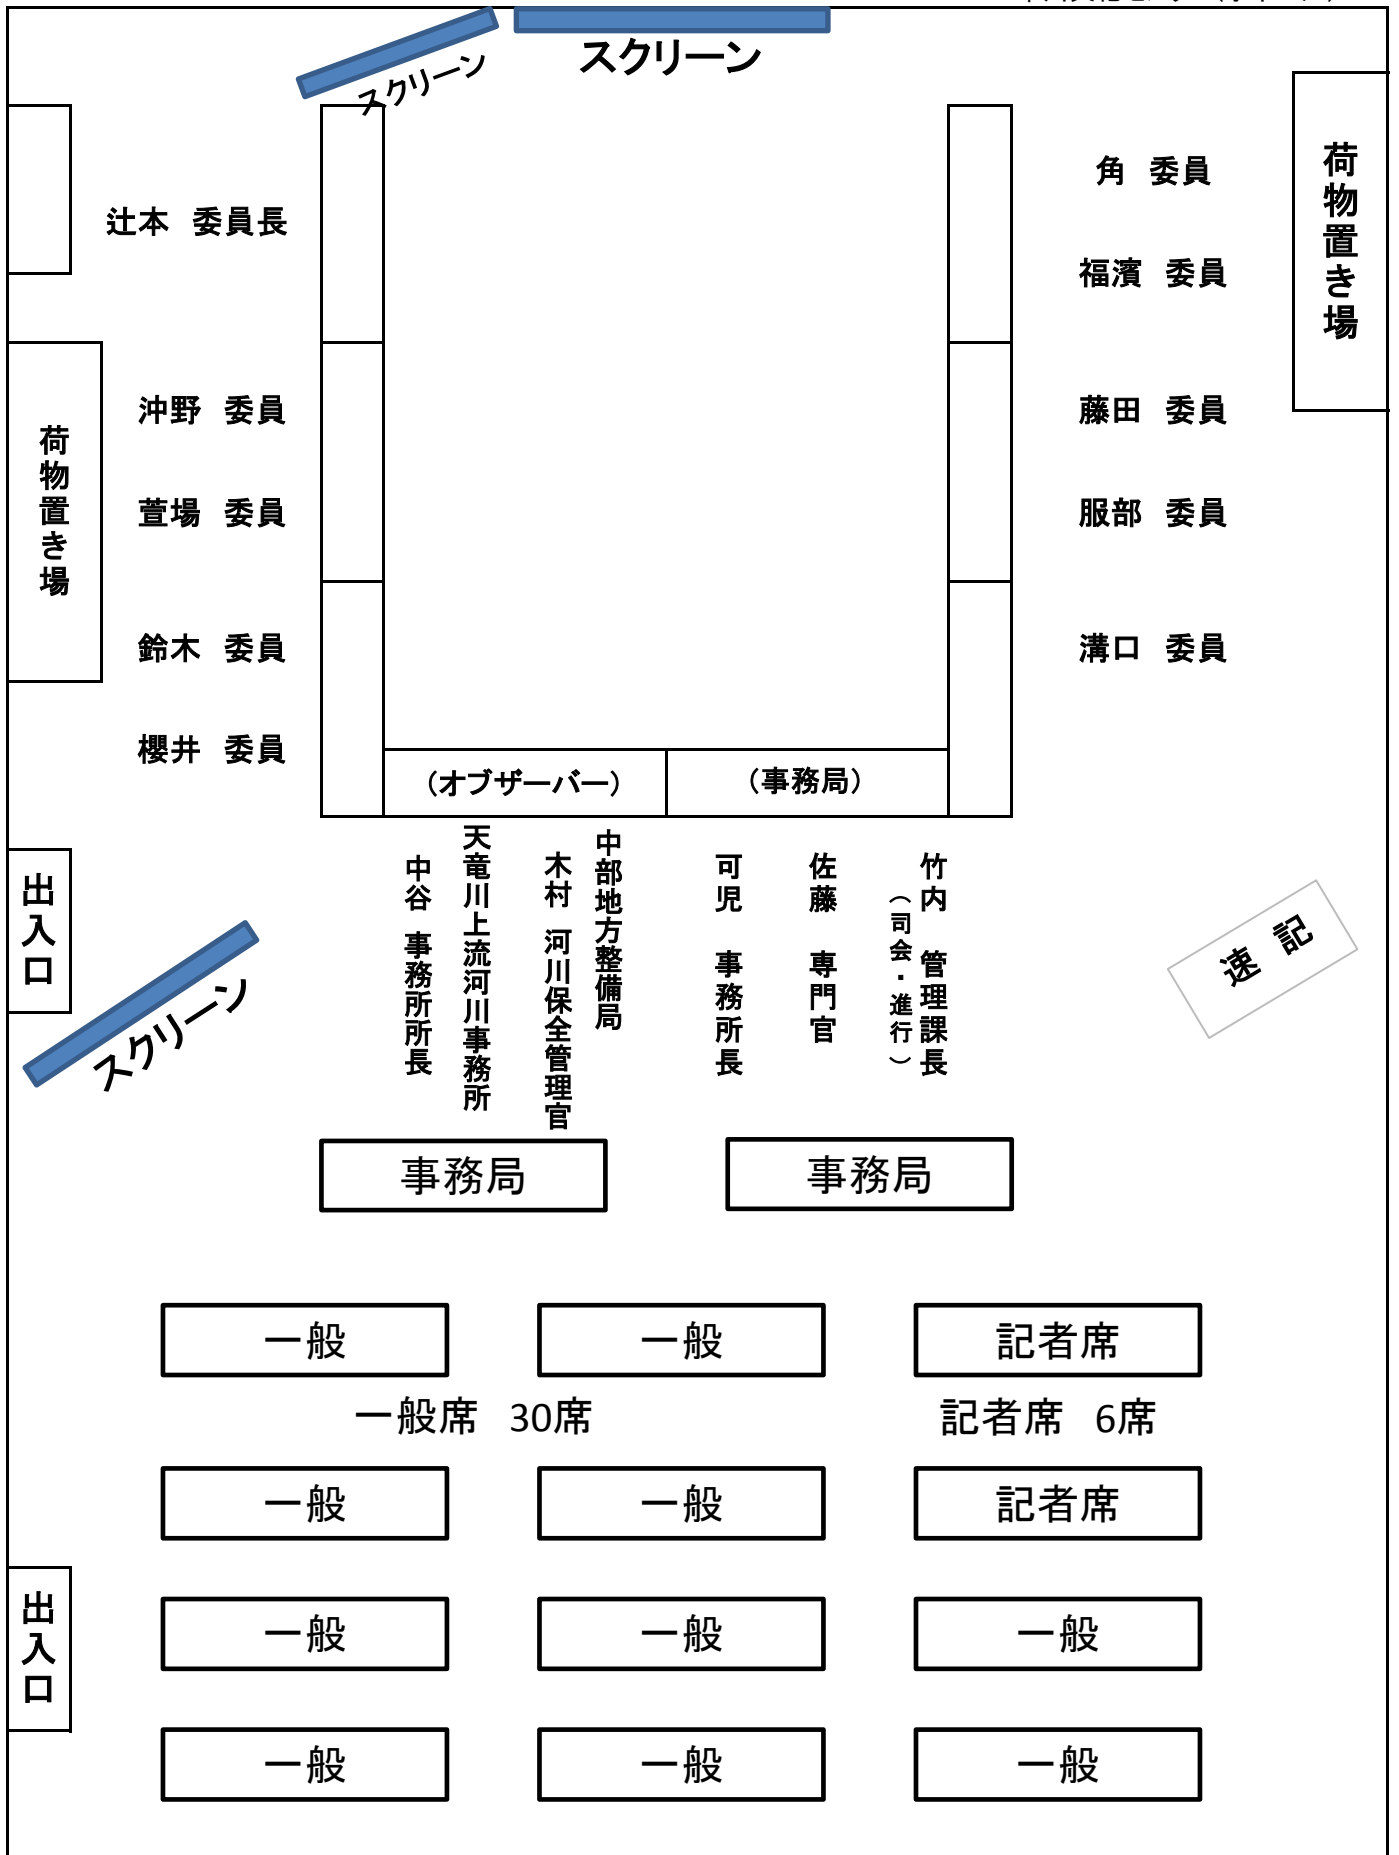 スクリーン
スクリーン
辻本 委員長
角 委員
荷物置き場
福濱 委員
荷物置き場
沖野 委員
藤田 委員
萱場 委員
服部 委員
鈴木 委員
溝口 委員
櫻井 委員
（オブザーバー）
（事務局）
中部地方整備局
木村 河川保全管理官
天竜川上流河川事務所
中谷 事務所所長
竹内 管理課長
（司会・進行）
佐藤 専門官
可児 事務所長
出入口
スクリーン
速記
事務局
事務局
一般
一般
記者席
一般席 30席
記者席 6席
一般
一般
記者席
出入口
一般
一般
一般
一般
一般
一般